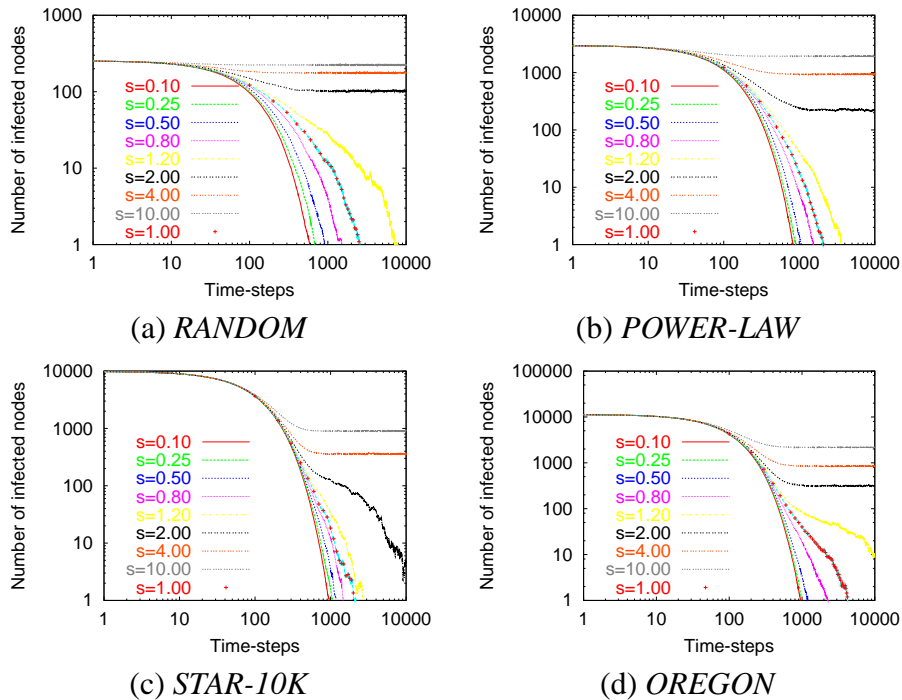 Number of infected nodes
1000
100
10
1
s=0.10
s=0.25
s=0.50
s=0.80
s=1.20
s=2.00
s=4.00
s=10.00
s=1.00
1 10 100 1000 10000
Time-steps
(a) RANDOM
Number of infected nodes
10000
1000
100
10
1
s=0.10
s=0.25
s=0.50
s=0.80
s=1.20
s=2.00
s=4.00
s=10.00
s=1.00
1 10 100 1000 10000
Time-steps
(b) POWER-LAW
Number of infected nodes
10000
1000
100
10
1
s=0.10
s=0.25
s=0.50
s=0.80
s=1.20
s=2.00
s=4.00
s=10.00
s=1.00
1 10 100 1000 10000
Time-steps
(c) STAR-10K
Number of infected nodes
100000
10000
1000
100
10
1
s=0.10
s=0.25
s=0.50
s=0.80
s=1.20
s=2.00
s=4.00
s=10.00
s=1.00
1 10 100 1000 10000
Time-steps
(d) OREGON